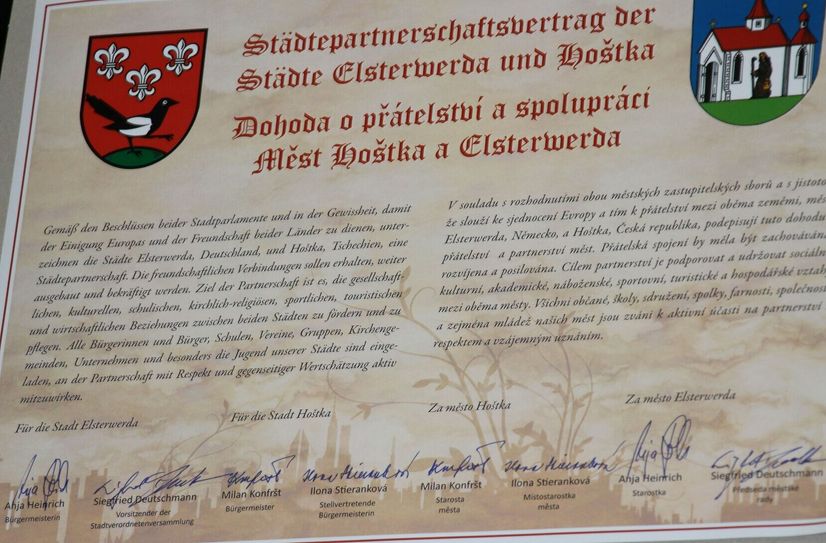 Städtepartnerschaftsvertrag der
Städte Elsterwerda und Hoštka
Dohoda o přátelství a spolupráci
Měst Hoštka a Elsterwerda
Gemäß den Beschlüssen beider Stadtparlamente und in der Gewissheit, damit
der Einigung Europas und der Freundschaft beider Länder zu dienen, unter-
zeichnen die Städte Elsterwerda, Deutschland, und Hoštka, Tschechien, eine
Städtepartnerschaft. Die freundschaftlichen Verbindungen sollen erhalten, weiter
ausgebaut und bekräftigt werden. Ziel der Partnerschaft ist es, die gesellschaft-
lichen, kulturellen, schulischen, kirchlich-religiösen, sportlichen, touristischen
und wirtschaftlichen Beziehungen zwischen beiden Städten zu fördern und zu
pflegen. Alle Bürgerinnen und Bürger, Schulen, Vereine, Gruppen, Kirchenge-
meinden, Unternehmen und besonders die Jugend unserer Städte sind einge-
laden, an der Partnerschaft mit Respekt und gegenseitiger Wertschätzung aktiv
mitzuwirken.
V souladu s rozhodnutími obou městských zastupitelských sborů a s jistoto
že slouží ke sjednocení Evropy a tím k přátelství mezi oběma zeměmi, měs
Elsterwerda, Německo, a Hoštka, Česká republika, podepisují tuto dohodu
přátelství a partnerství měst. Přátelská spojení by měla být zachována
rozvíjena a posilována. Cílem partnerství je podporovat a udržovat sociáln
kulturní, akademické, náboženské, sportovní, turistické a hospodářské vztah
mezi oběma městy. Všichni občané, školy, sdružení, spolky, farnosti, společnos
a zejména mládež našich měst jsou zváni k aktivní účasti na partnerství
respektem a vzájemným uznáním.
Für die Stadt Elsterwerda
Für die Stadt Hoštka
Za město Hoštka
Za město Elsterwerda
Anja Heinrich
Bürgermeisterin
Siegfried Deutschmann
Vorsitzender der
Stadtverordnetenversammlung
Milan Konfršt
Bürgermeister
Ilona Stieranková
Stellvertretende
Bürgermeisterin
Milan Konfršt
Starosta
města
Ilona Stieranková
Místostarostka
města
Anja Heinrich
Starostka
Siegfried Deutschmann
Předseda městské
rady